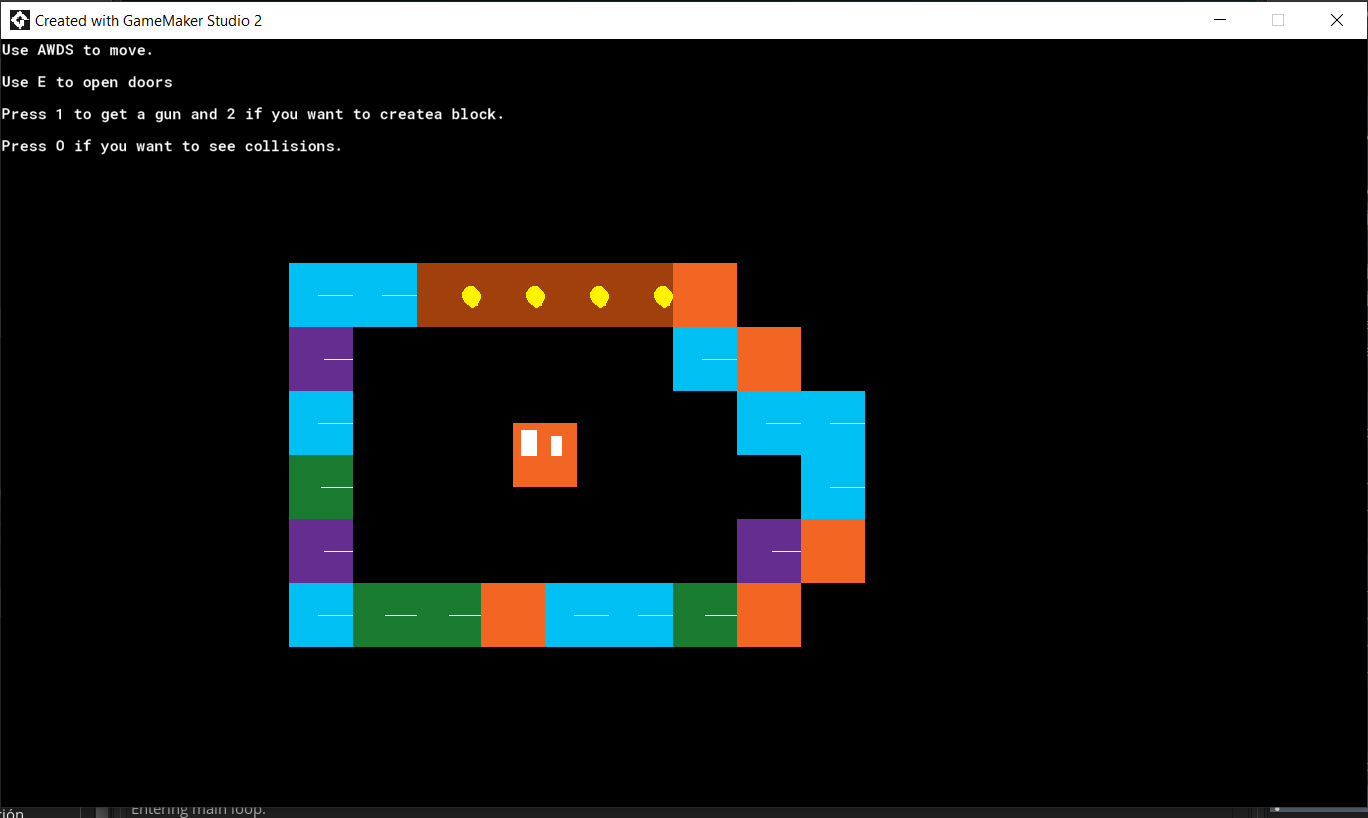 Created with GameMaker Studio 2
Use AWDS to move.
Use E to open doors
Press 1 to get a gun and 2 if you want to createa block.
Press O if you want to see collisions.
Entering main loop.
ión